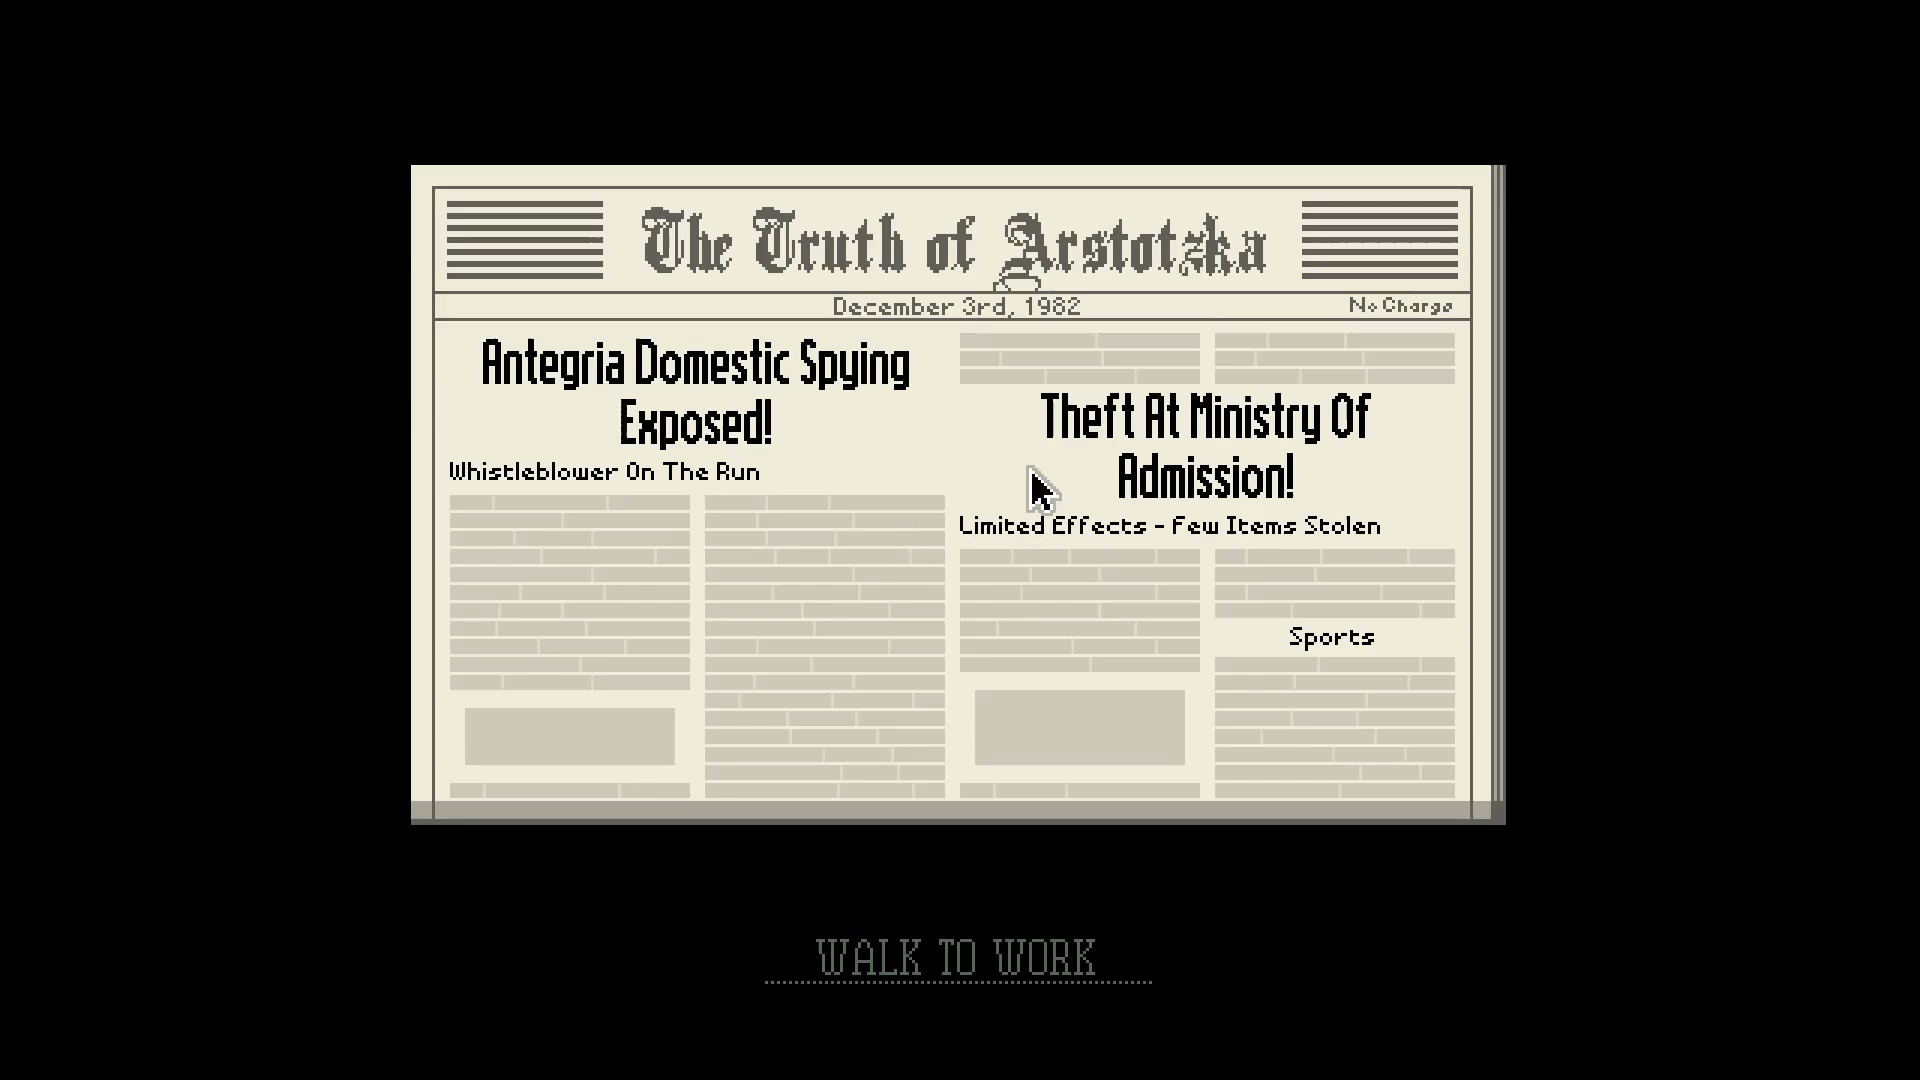 The Truth of Arstotzka
December 3rd, 1982
No Charge
Antegria Domestic Spying
Exposed!
Whistleblower On The Run
Theft At Ministry Of
Admission!
Limited Effects - Few Items Stolen
Sports
WALK TO WORK